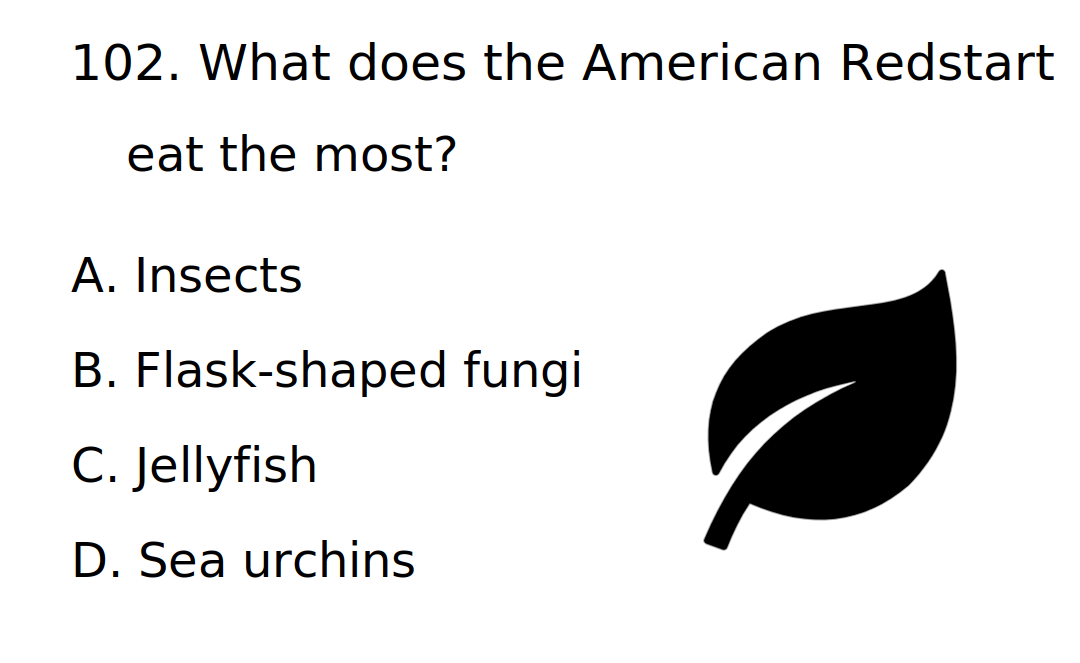 102. What does the American Redstart
eat the most?
A. Insects
B. Flask-shaped fungi
C. Jellyfish
D. Sea urchins